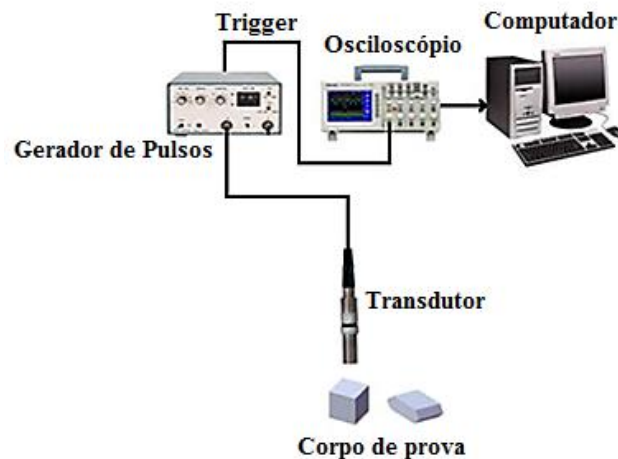 Trigger
Osciloscópio
Computador
Gerador de Pulsos
Transdutor
Corpo de prova